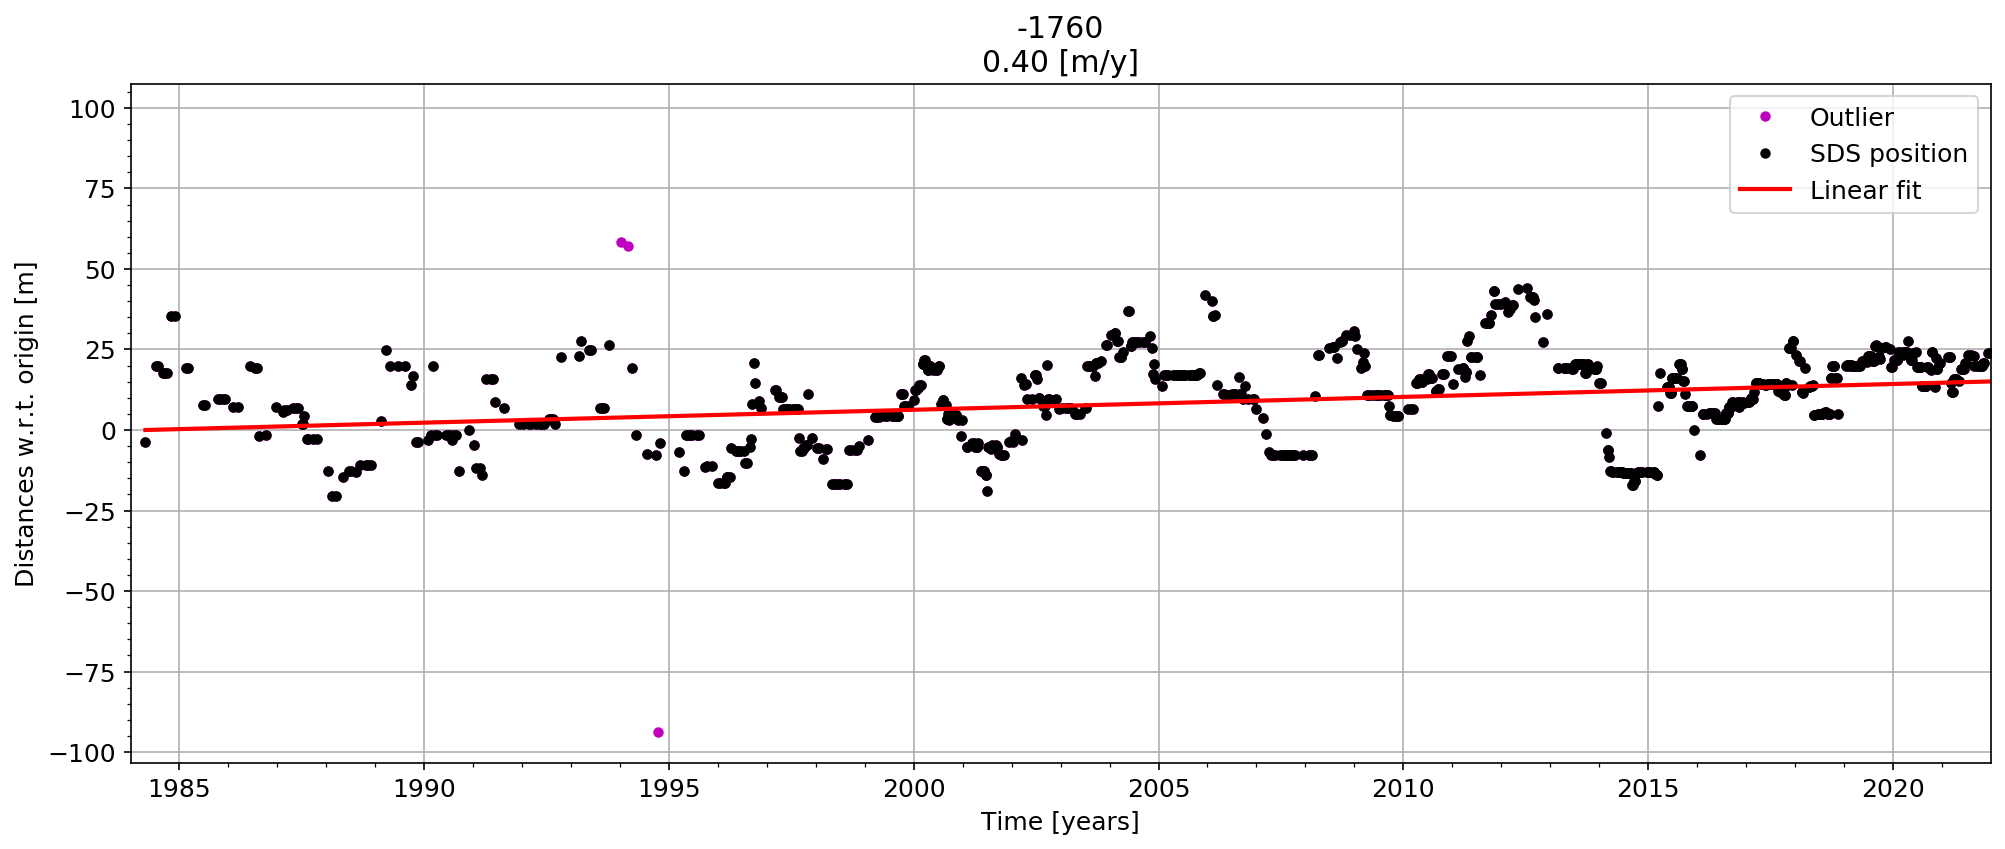 -1760
0.40 [m/y]
Outlier
SDS position
Linear fit
Distances w.r.t. origin [m]
100
75
50
25
0
−25
−50
−75
−100
1985 1990 1995 2000 2005 2010 2015 2020
Time [years]